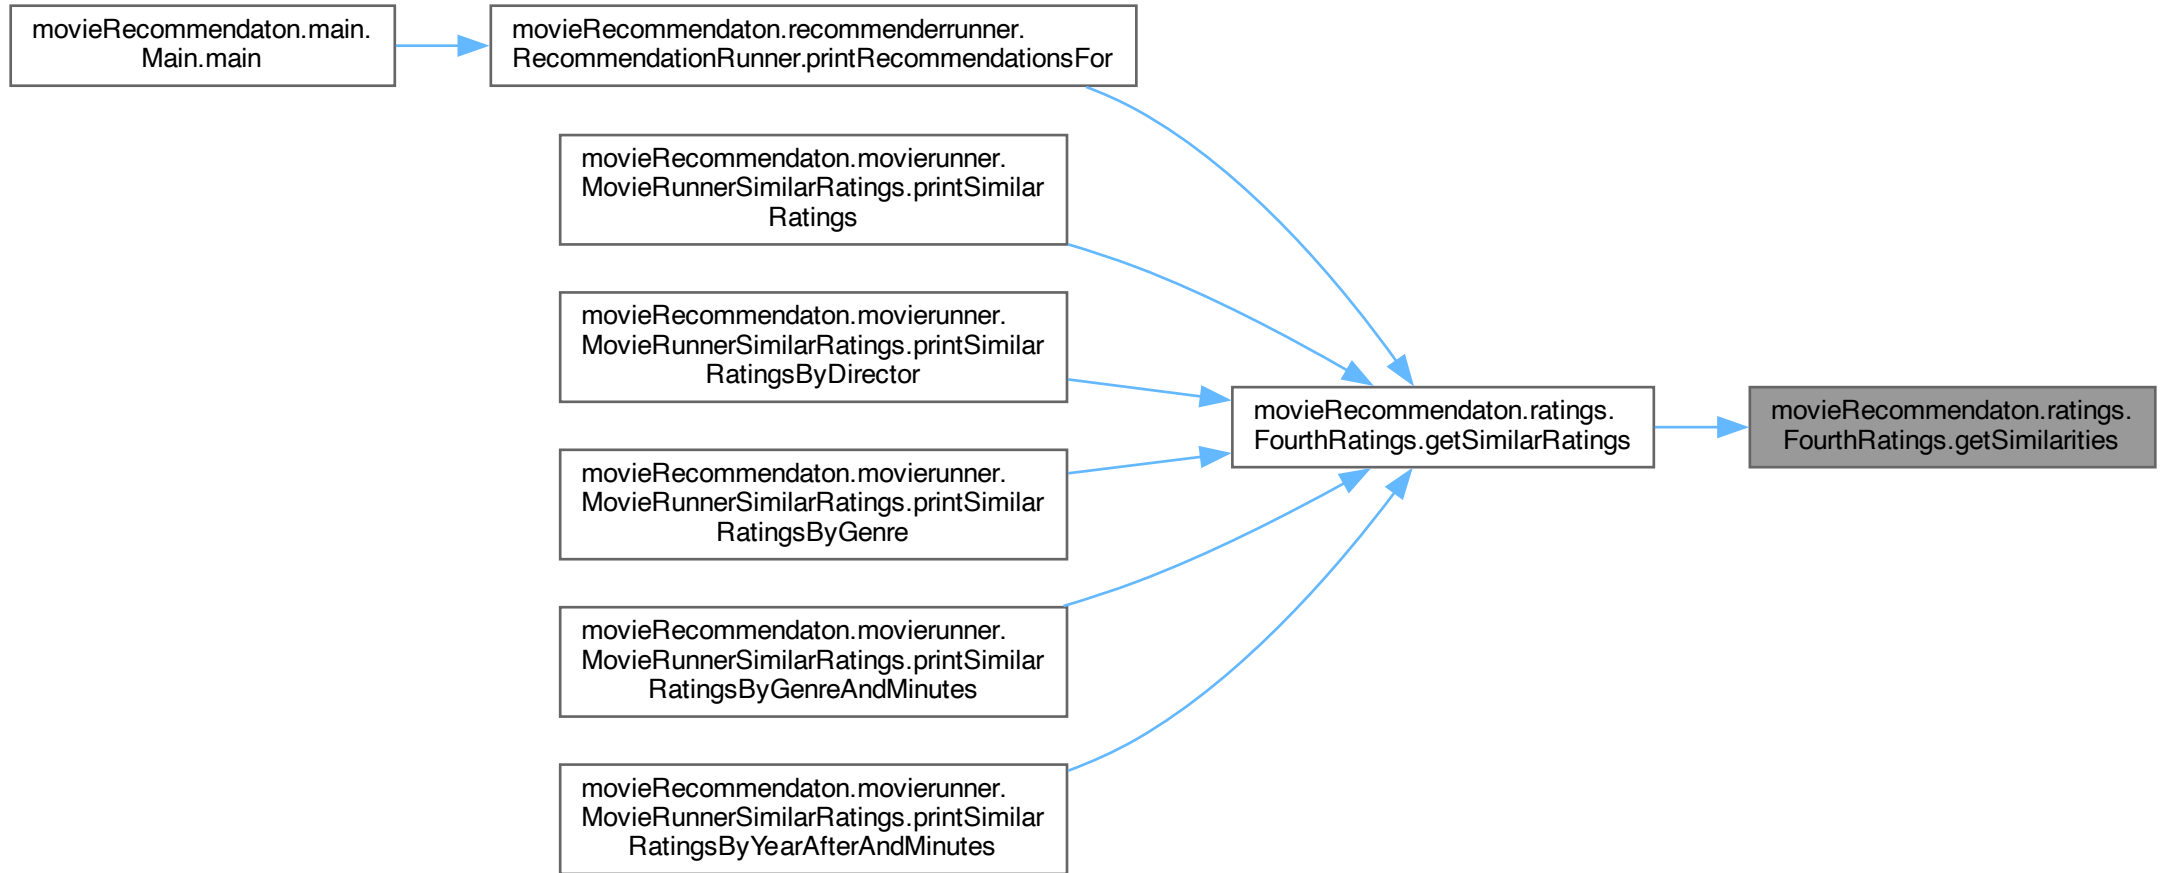 movieRecommendaton.main.
Main.main
movieRecommendaton.recommenderrunner.
RecommendationRunner.printRecommendationsFor
movieRecommendaton.movierunner.
MovieRunnerSimilarRatings.printSimilar
Ratings
movieRecommendaton.movierunner.
MovieRunnerSimilarRatings.printSimilar
RatingsByDirector
movieRecommendaton.movierunner.
MovieRunnerSimilarRatings.printSimilar
RatingsByGenre
movieRecommendaton.movierunner.
MovieRunnerSimilarRatings.printSimilar
RatingsByGenreAndMinutes
movieRecommendaton.movierunner.
MovieRunnerSimilarRatings.printSimilar
RatingsByYearAfterAndMinutes
movieRecommendaton.ratings.
FourthRatings.getSimilarRatings
movieRecommendaton.ratings.
FourthRatings.getSimilarities